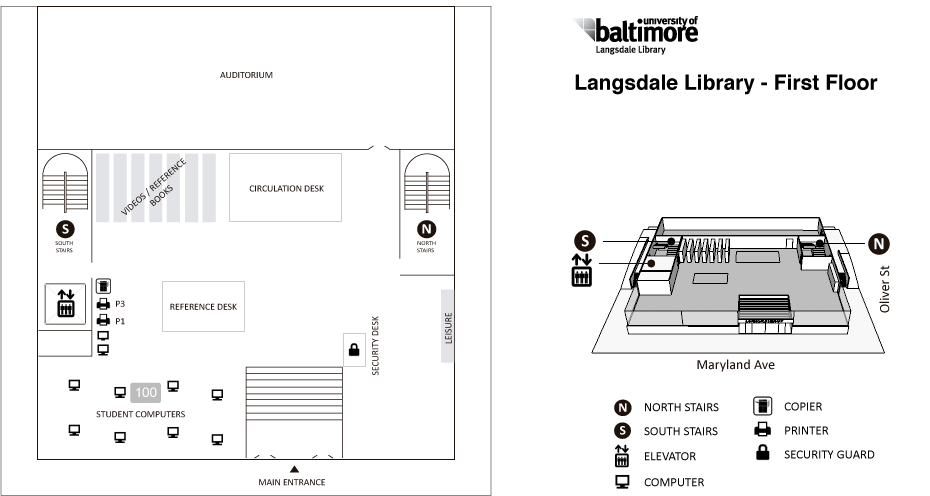 university of
baltimore
Langsdale Library
Langsdale Library - First Floor
AUDITORIUM
VIDEOS / REFERENCE
BOOKS
CIRCULATION DESK
S
SOUTH
STAIRS
N
NORTH
STAIRS
P3
P1
REFERENCE DESK
SECURITY DESK
LEISURE
100
STUDENT COMPUTERS
MAIN ENTRANCE
S
N
Oliver St
Maryland Ave
N NORTH STAIRS
S SOUTH STAIRS
ELEVATOR
COMPUTER
COPIER
PRINTER
SECURITY GUARD